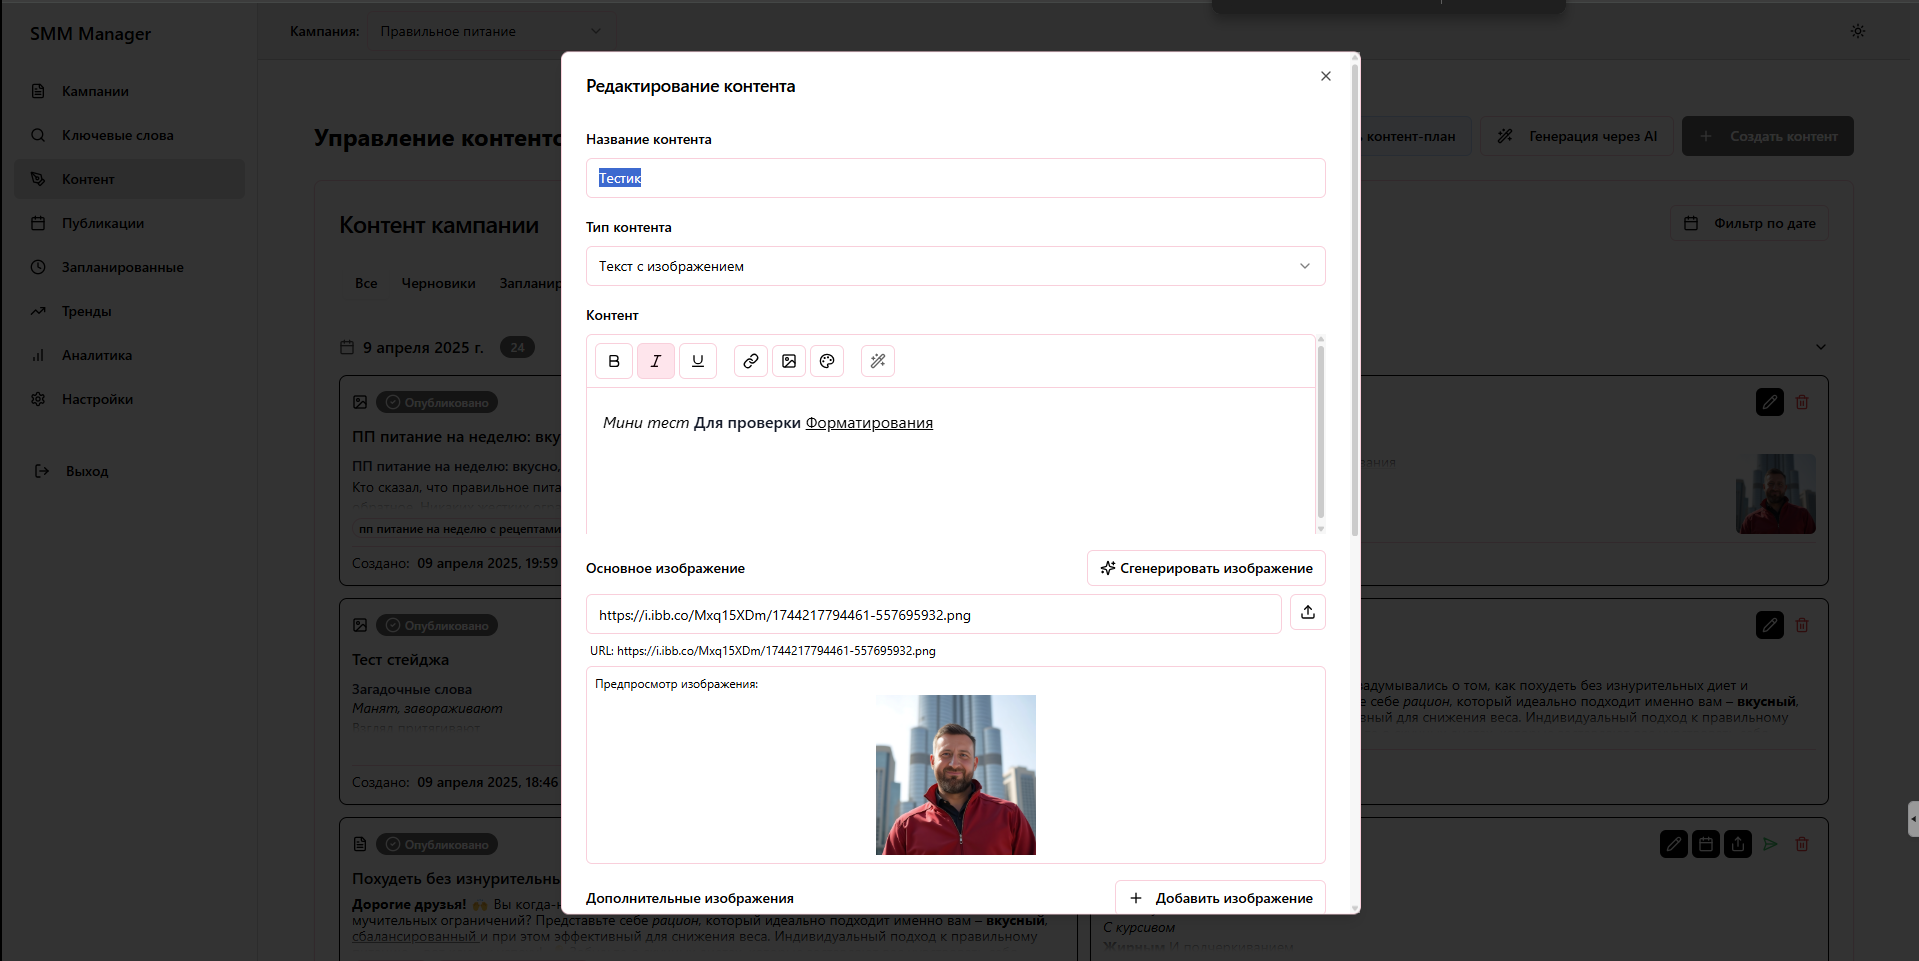 SMM Manager
Кампания: Правильное питание
Кампании
Ключевые слова
Контент
Публикации
Запланированные
Тренды
Аналитика
Настройки
Выход
Управление
контент-план
Генерация через AI
Создать контент
Контент кампании
Фильтр по дате
Все Черновики
9 апреля 2025 г. 24
Опубликовано
ПП питание на неделю:
ПП питание на неделю: вкусно,
Кто сказал, что правильное
пп питание на неделю с рецептами
Создано: 09 апреля 2025, 19:59
Опубликовано
Тест стейджа
Загадочные слова
Манят, завораживают
Взгляд притягивают
Создано: 09 апреля 2025, 18:46
задумывались о том, как похудеть без изнурительных диет и
себе рацион, который идеально подходит именно вам – вкусный,
для снижения веса. Индивидуальный подход к правильному
Опубликовано
Похудеть без
Дорогие друзья! 🙌 Вы
мучительных ограничений? Представьте себе рацион, который идеально подходит именно вам – вкусный,
сбалансированный и при этом эффективный для снижения веса. Индивидуальный подход к правильному
С курсивом
Жирным И подчеркиванием
Редактирование контента
Название контента
Тестик
Тип контента
Текст с изображением
Контент
B I U
Мини тест Для проверки Форматирования
Основное изображение
Сгенерировать изображение
https://i.ibb.co/Mxq15XDm/1744217794461-557695932.png
URL: https://i.ibb.co/Mxq15XDm/1744217794461-557695932.png
Предпросмотр изображения:
Дополнительные изображения
Добавить изображение